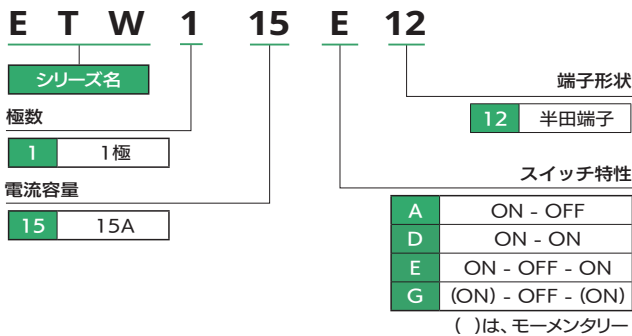 E T W 1 15 E 12
シリーズ名
端子形状
12 半田端子
極数
1 1極
電流容量
15 15A
スイッチ特性
A ON - OFF
D ON - ON
E ON - OFF - ON
G (ON) - OFF - (ON)
( )は、モーメンタリー